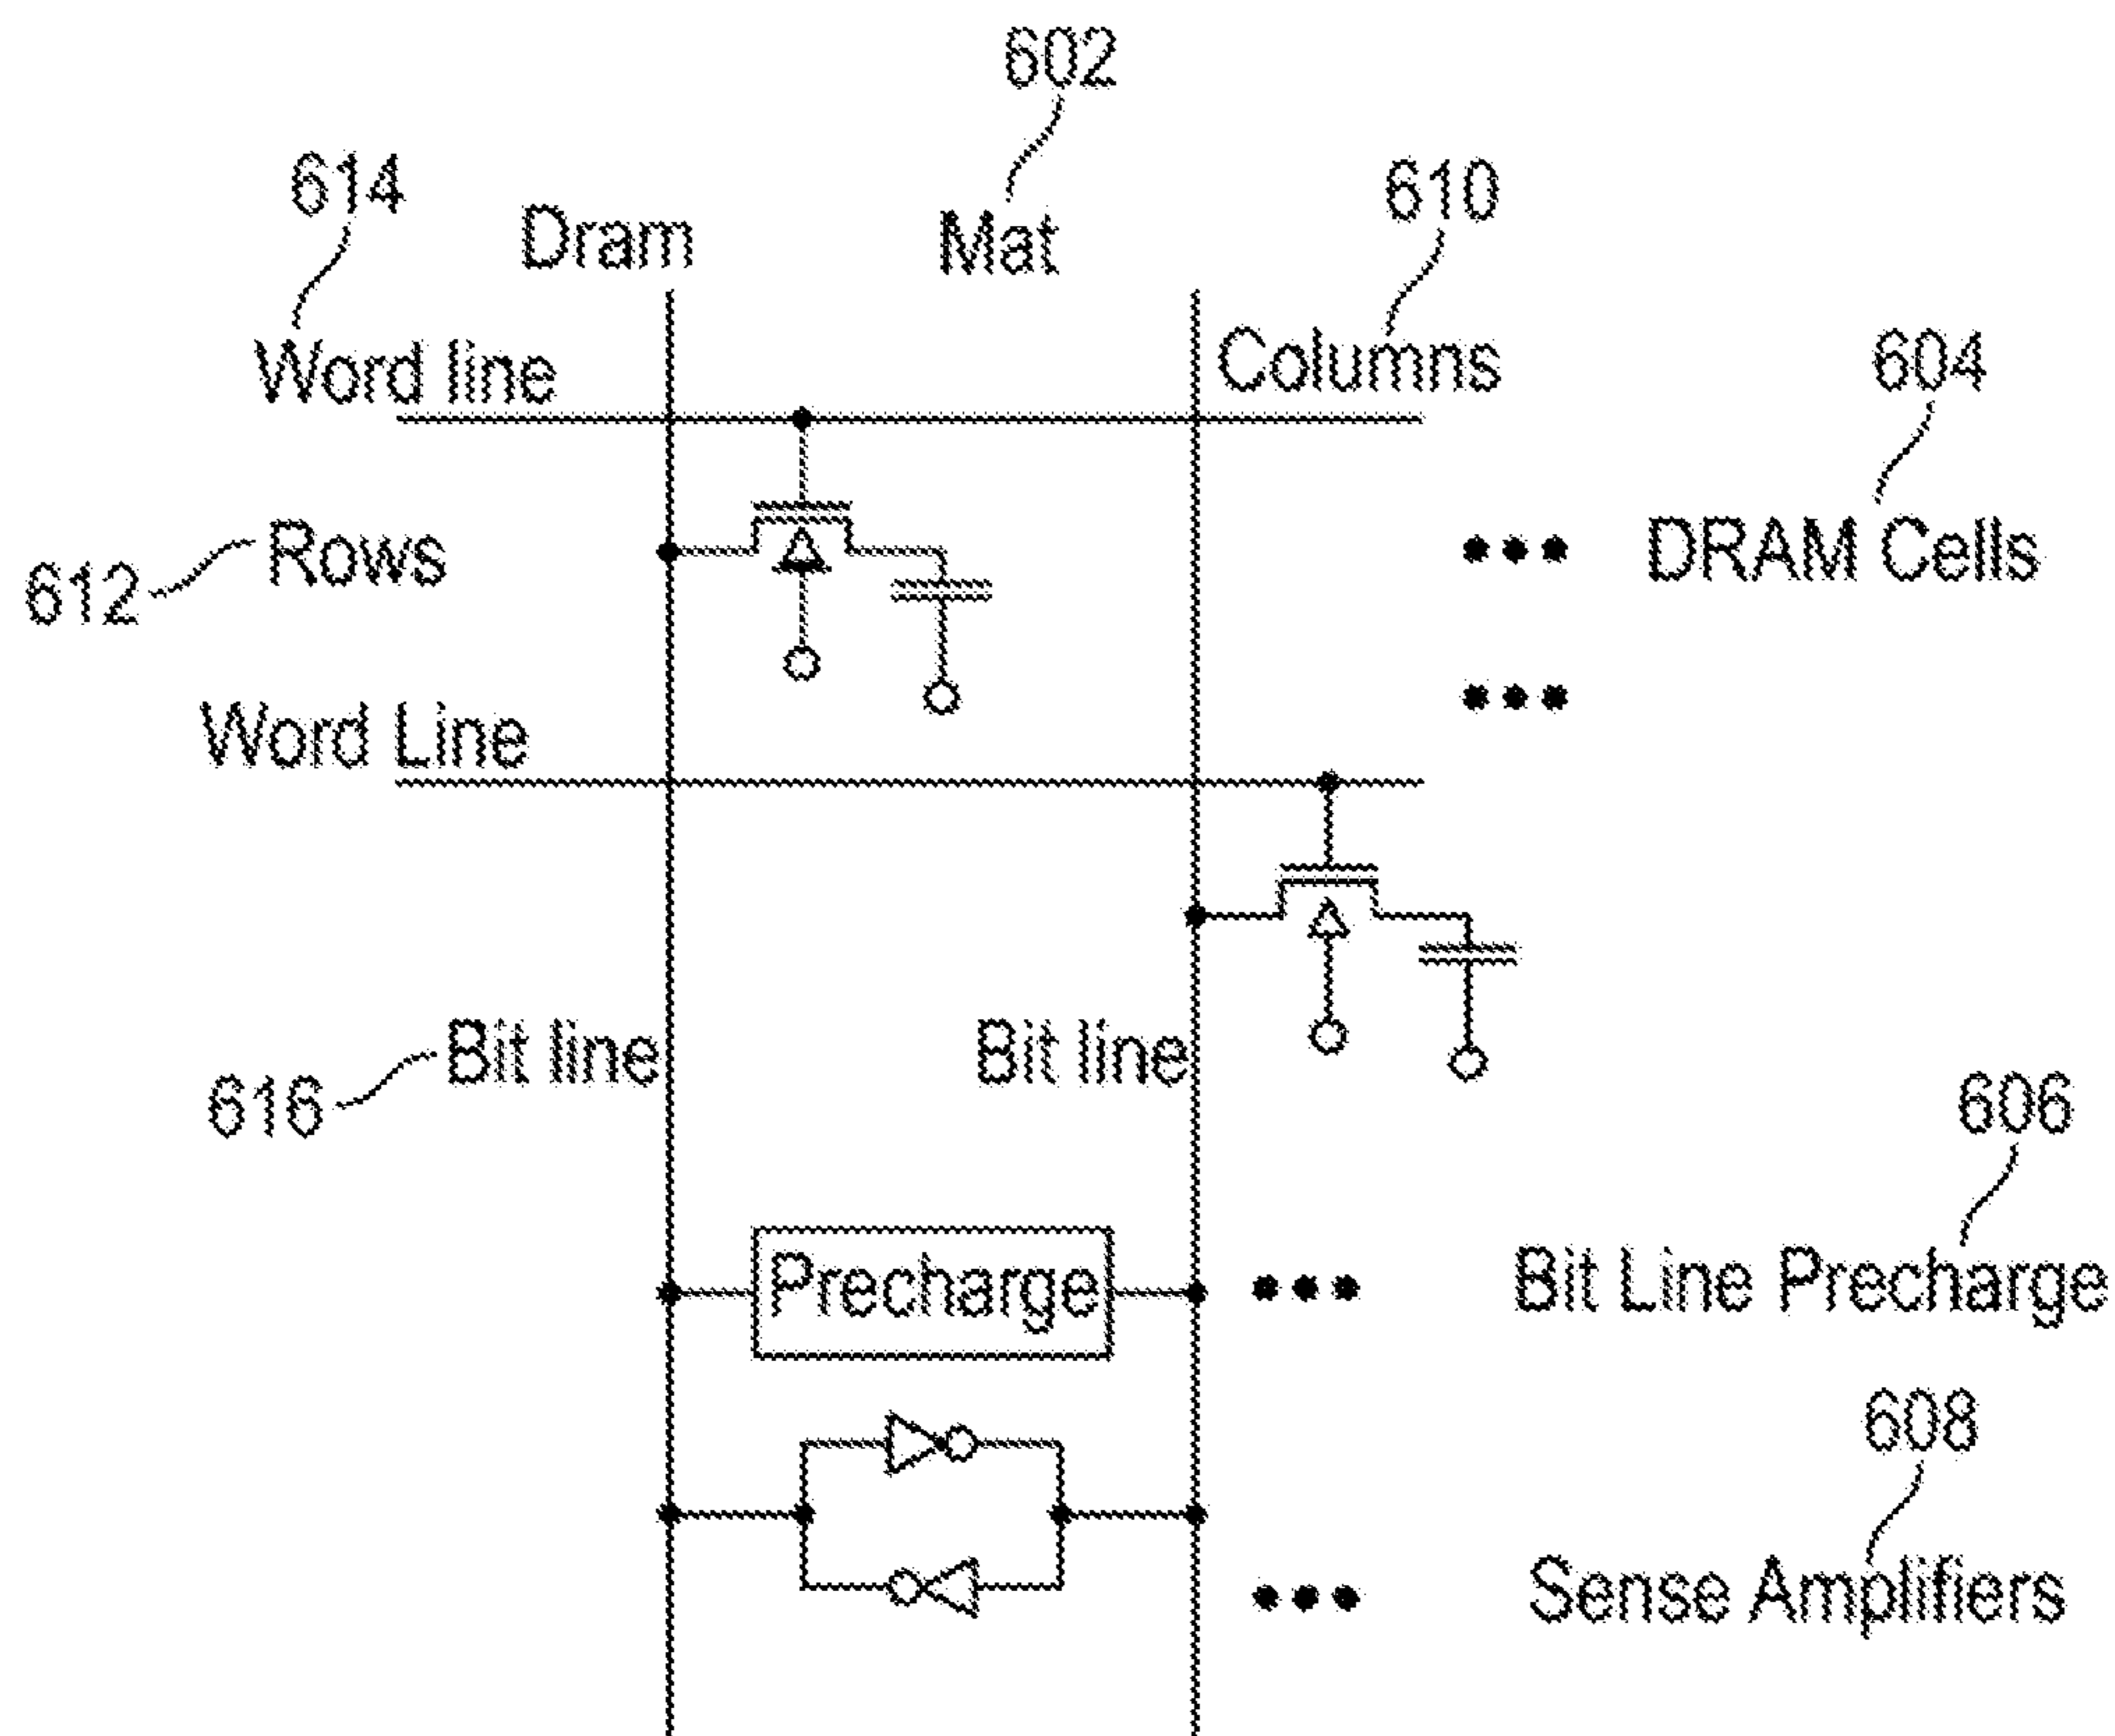 602
614
610
Dram
Mat
Word line
Columns
604
Rows
DRAM Cells
612
Word Line
Bit line
Bit line
616
606
Precharge
Bit Line Precharge
608
Sense Amplifiers